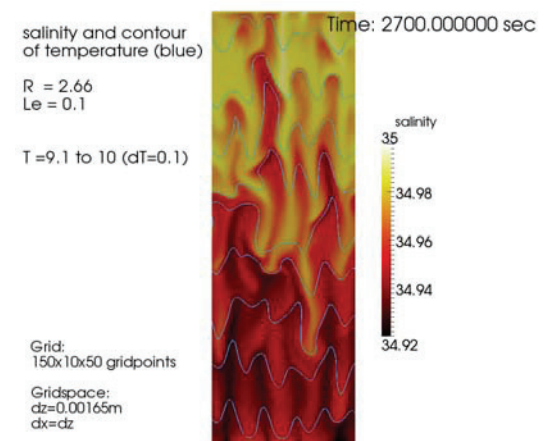 Time: 2700.000000 sec
salinity and contour
of temperature (blue)
R = 2.66
Le = 0.1
T =9.1 to 10 (dT=0.1)
salinity
35
34.98
34.96
34.94
34.92
Grid:
150x10x50 gridpoints
Gridspace:
dz=0.00165m
dx=dz